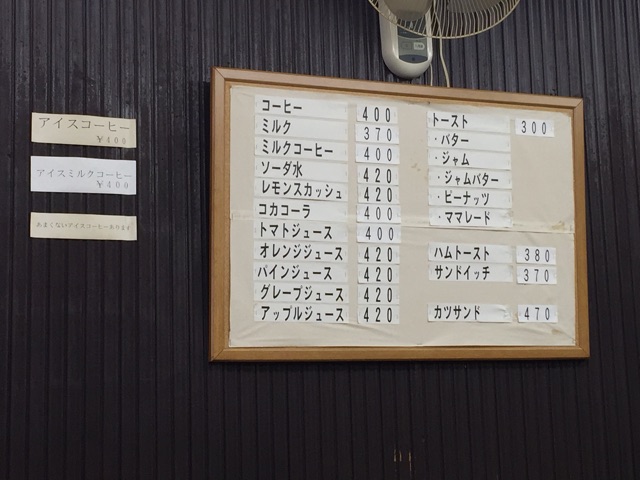 アイスコーヒー
￥400
アイスミルクコーヒー
￥400
あまくないアイスコーヒーあります
コーヒー 400
ミルク 370
ミルクコーヒー 400
ソーダ水 420
レモンスカッシュ 420
コカコーラ 400
トマトジュース 400
オレンジジュース 420
パインジュース 420
グレープジュース 420
アップルジュース 420
トースト 300
・バター
・ジャム
・ジャムバター
・ピーナッツ
・ママレード
ハムトースト 380
サンドイッチ 370
カツサンド 470